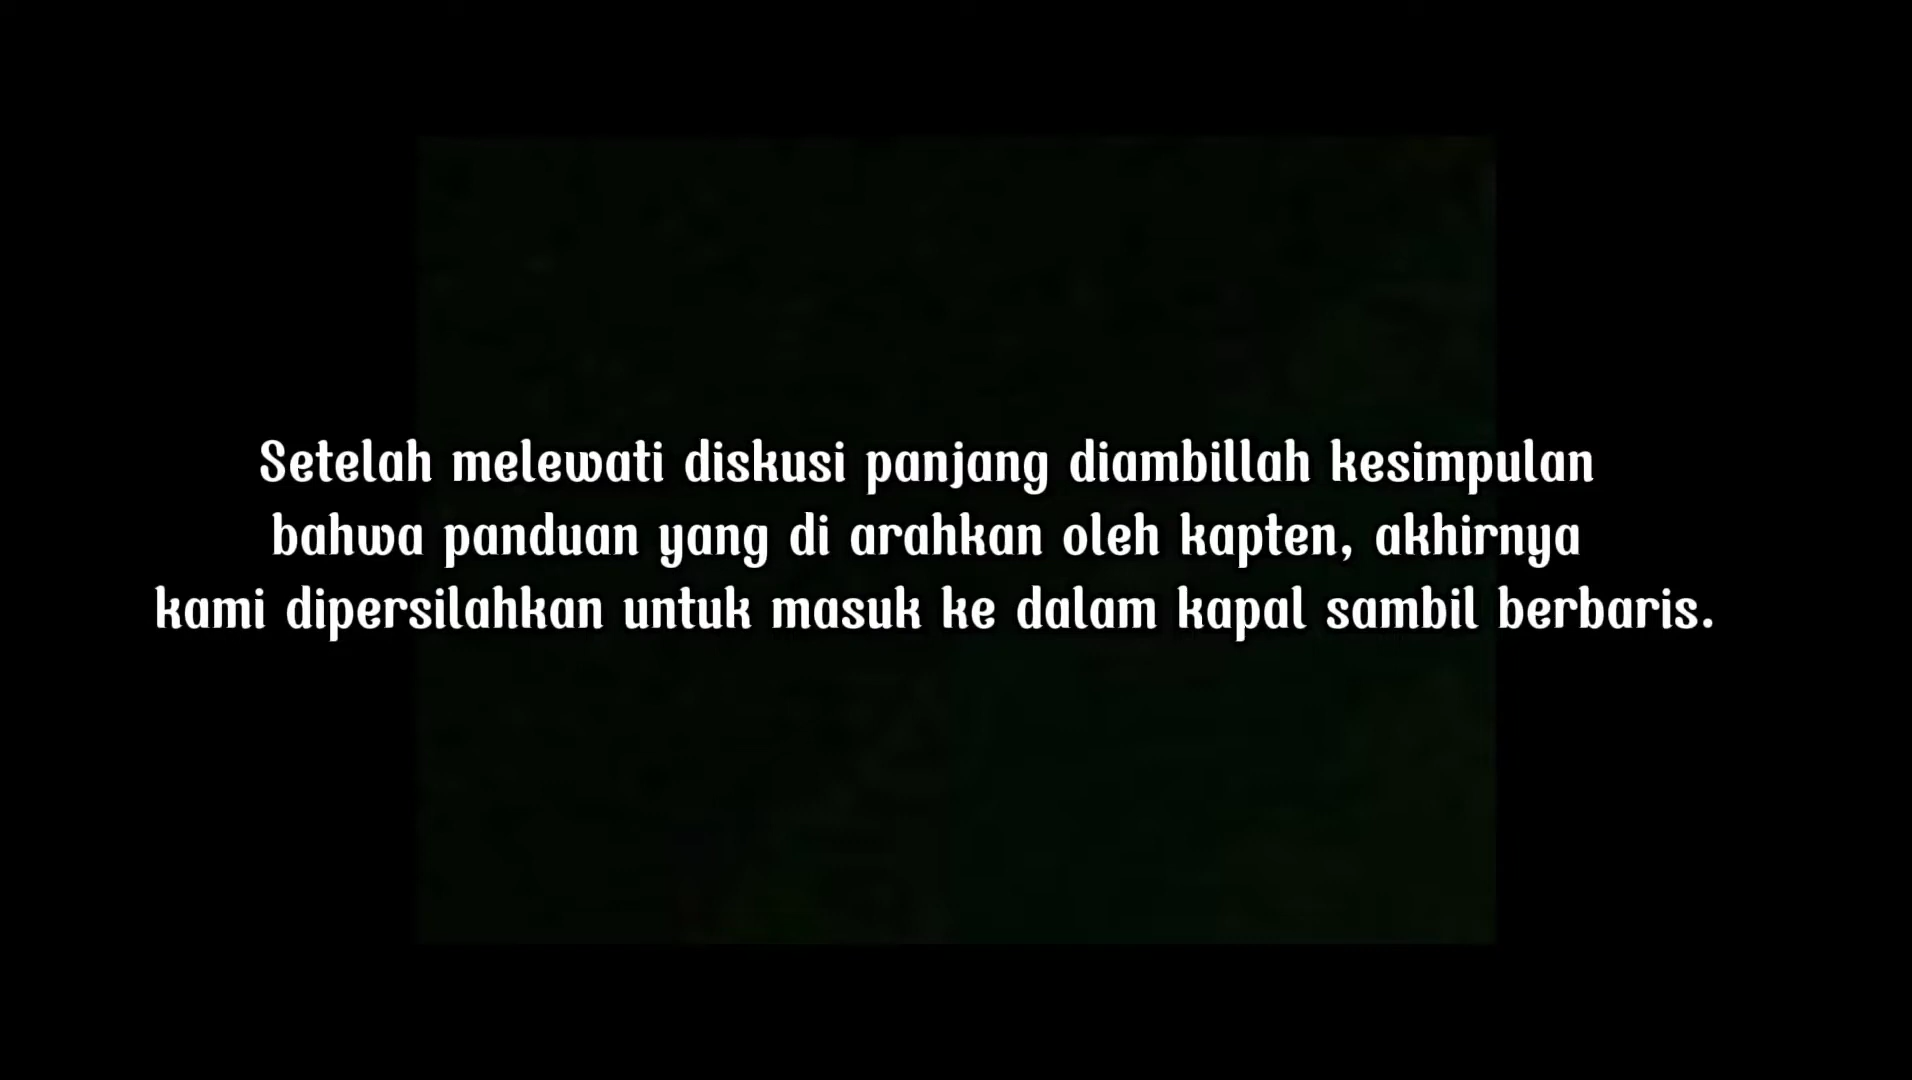 Setelah melewati diskusi panjang diambillah kesimpulan
bahwa panduan yang di arahkan oleh kapten, akhirnya
kami dipersilahkan untuk masuk ke dalam kapal sambil berbaris.